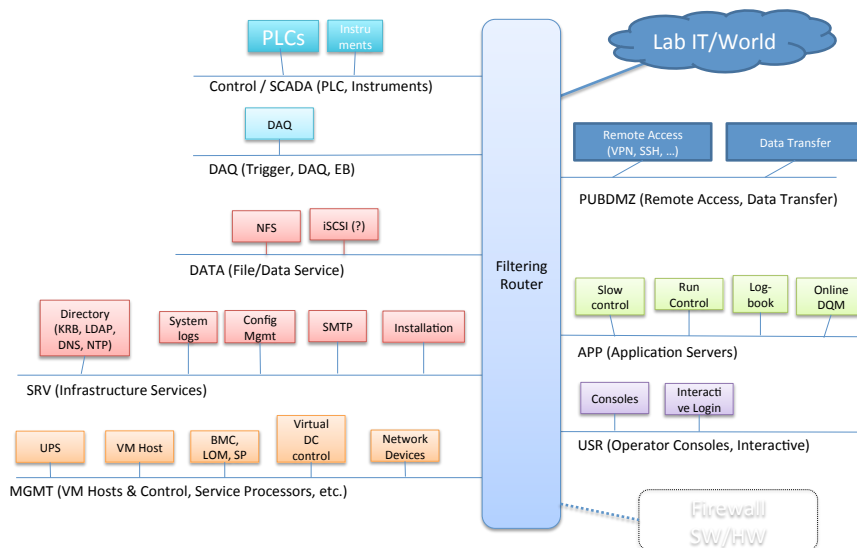 PLCs
Instru
ments
Control / SCADA (PLC, Instruments)
DAQ
DAQ (Trigger, DAQ, EB)
NFS
iSCSI (?)
DATA (File/Data Service)
Directory
(KRB, LDAP,
DNS, NTP)
System
logs
Config
Mgmt
SMTP
Installation
SRV (Infrastructure Services)
UPS
VM Host
BMC,
LOM, SP
Virtual
DC
control
Network
Devices
MGMT (VM Hosts & Control, Service Processors, etc.)
Filtering
Router
Lab IT/World
Remote Access
(VPN, SSH, ...)
Data Transfer
PUBDMZ (Remote Access, Data Transfer)
Slow
control
Run
Control
Log-
book
Online
DQM
APP (Application Servers)
Consoles
Interacti
ve Login
USR (Operator Consoles, Interactive)
Firewall
SW/HW